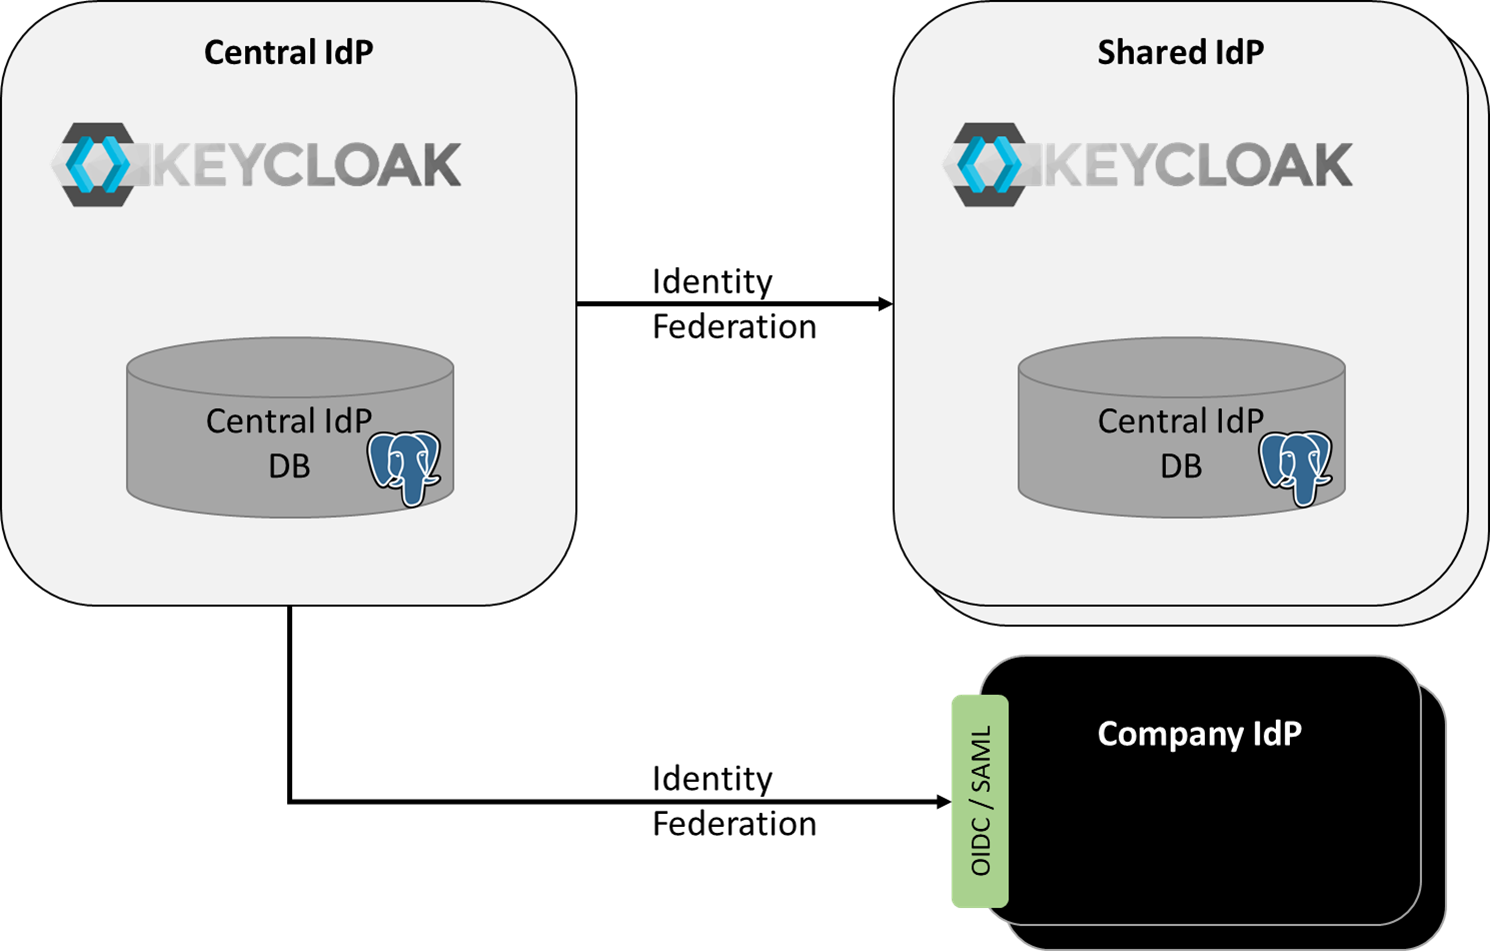 Central IdP
KEYCLOAK
Central IdP
DB
Identity
Federation
Shared IdP
KEYCLOAK
Central IdP
DB
Identity
Federation
OIDC / SAML
Company IdP